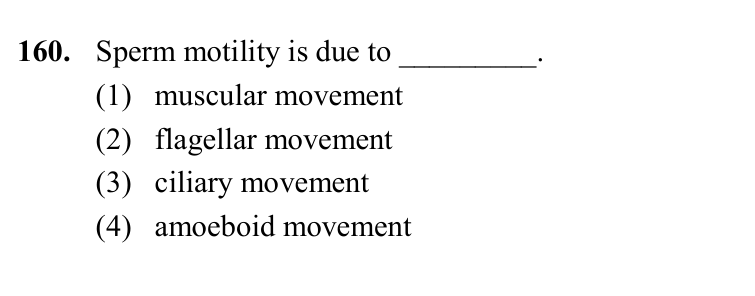 160. Sperm motility is due to _________.
(1) muscular movement
(2) flagellar movement
(3) ciliary movement
(4) amoeboid movement